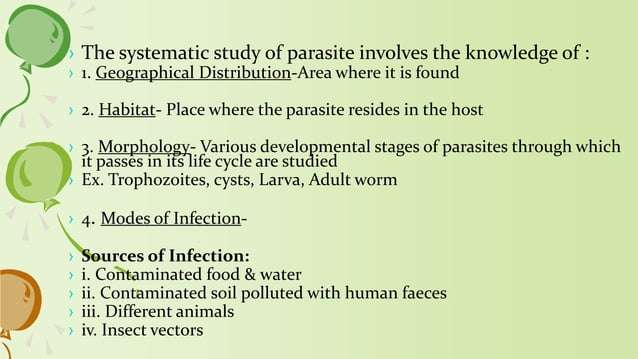 › The systematic study of parasite involves the knowledge of :
› 1. Geographical Distribution-Area where it is found
› 2. Habitat- Place where the parasite resides in the host
› 3. Morphology- Various developmental stages of parasites through which
it passes in its life cycle are studied
› Ex. Trophozoites, cysts, Larva, Adult worm
› 4. Modes of Infection-
› Sources of Infection:
› i. Contaminated food & water
› ii. Contaminated soil polluted with human faeces
› iii. Different animals
› iv. Insect vectors